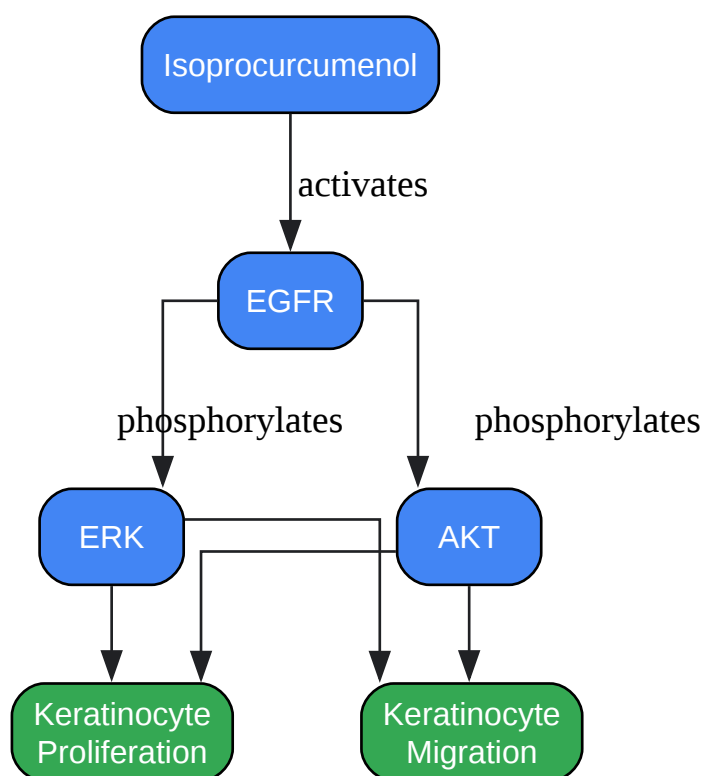 Isoprocurcumenol
activates
EGFR
phosphorylates
phosphorylates
ERK
AKT
Keratinocyte
Proliferation
Keratinocyte
Migration